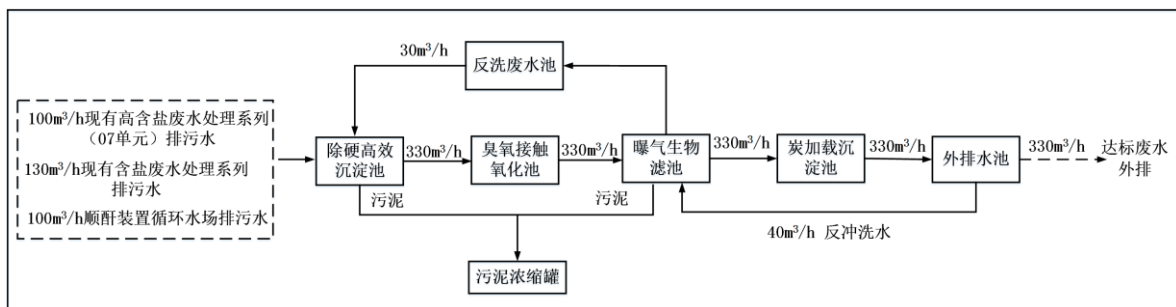 30m³/h
反洗废水池
100m³/h现有高含盐废水处理系列
（07单元）排污水
130m³/h现有含盐废水处理系列
排污水
100m³/h顺酐装置循环水场排污水
除硬高效
沉淀池
330m³/h
臭氧接触
氧化池
330m³/h
曝气生物
滤池
330m³/h
炭加载沉
淀池
330m³/h
外排水池
330m³/h
达标废水
外排
污泥
污泥
40m³/h 反冲洗水
污泥浓缩罐